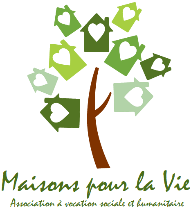 Maisons pour la Vie
Association à vocation sociale et humanitaire